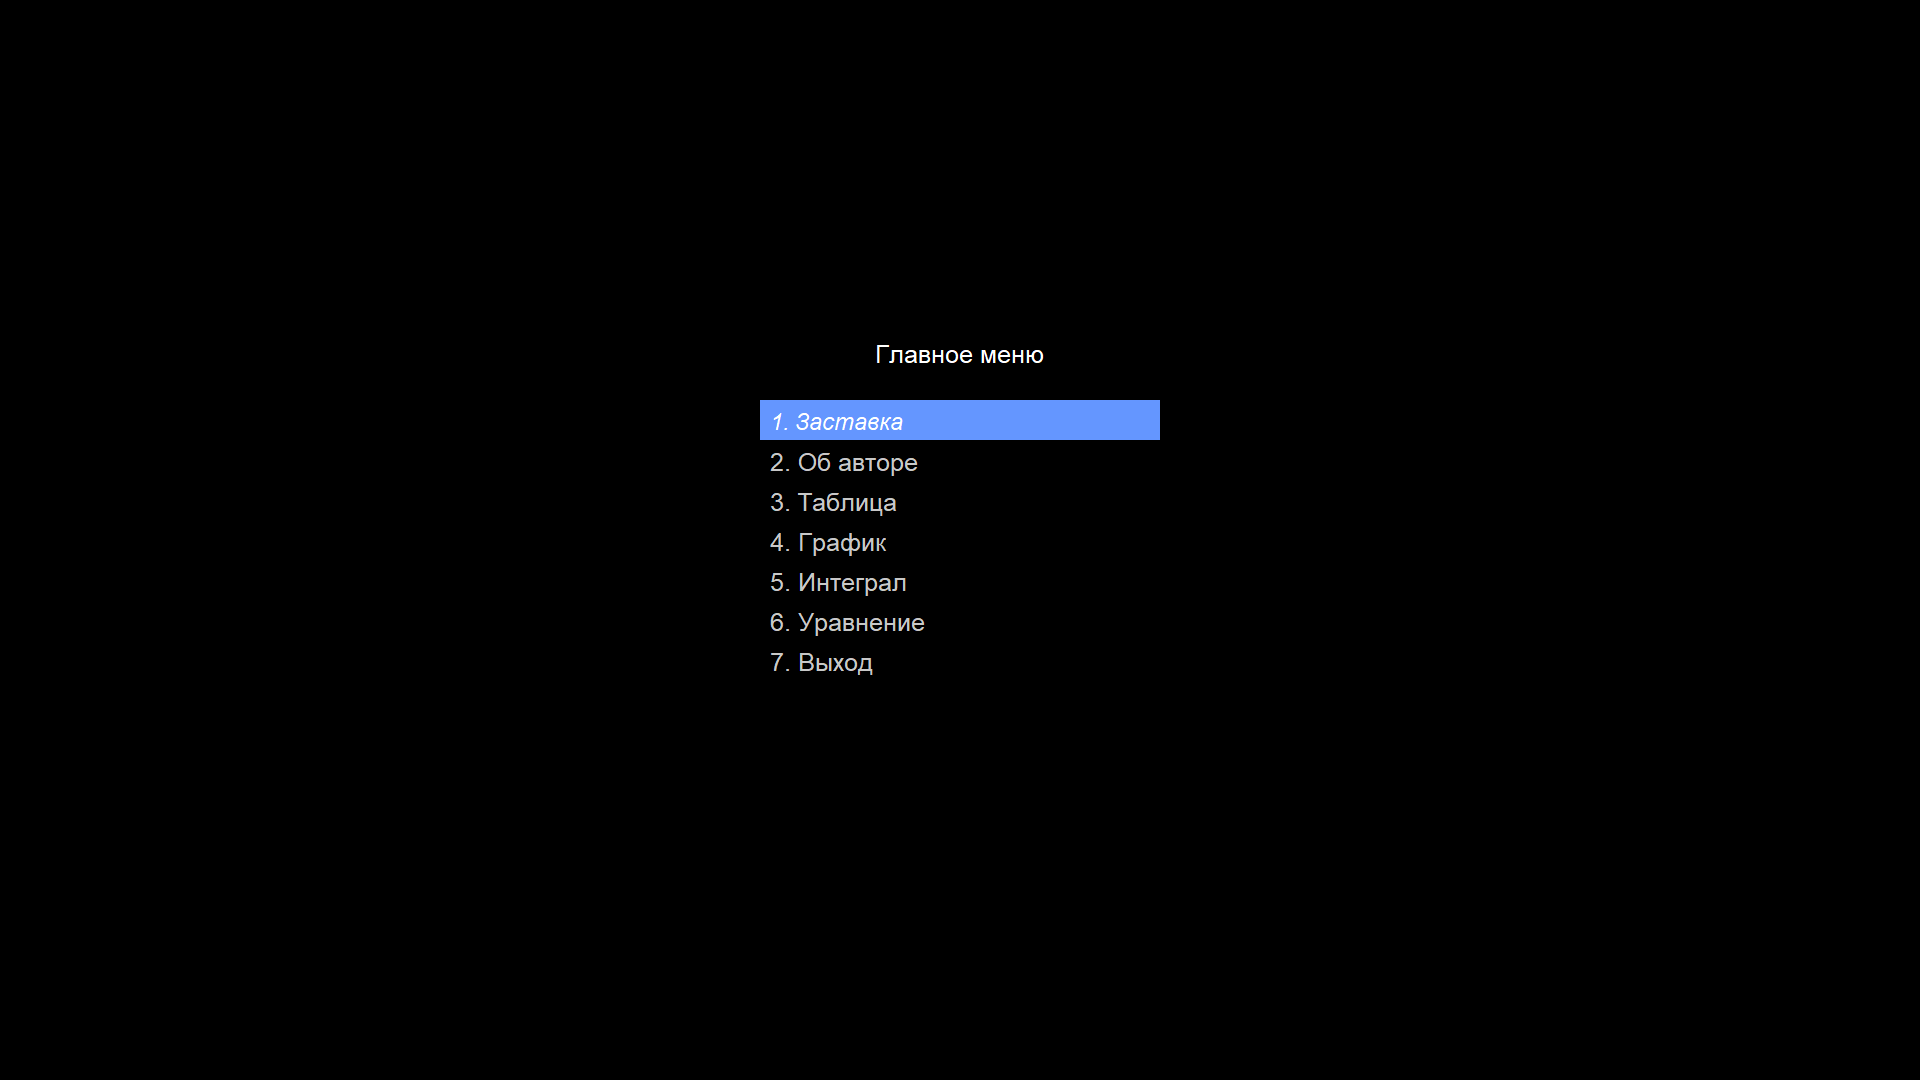 Главное меню
1. Заставка
2. Об авторе
3. Таблица
4. График
5. Интеграл
6. Уравнение
7. Выход